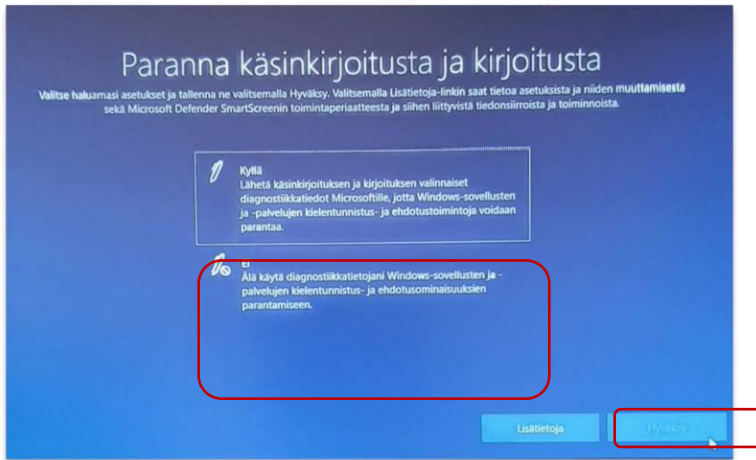 Paranna käsinkirjoitusta ja kirjoitusta
Valitse haluamasi asetukset ja tallenna ne valitsemalla Hyväksy. Valitsemalla Lisätietoja-linkin saat tietoa asetuksista ja niiden muuttamisesta
sekä Microsoft Defender SmartScreenin toimintaperiaatteesta ja siihen liittyvistä tiedonsiirroista ja toiminnoista.
Kyllä
Lähetä käsinkirjoituksen ja kirjoituksen valinnaiset
diagnostiikkatiedot Microsoftille, jotta Windows-sovellusten
ja -palvelujen kielentunnistus- ja ehdotustoimintoja voidaan
parantaa.
Ei
Älä käytä diagnostiikkatietojani Windows-sovellusten ja -
palvelujen kielentunnistus- ja ehdotusominaisuuksien
parantamiseen.
Lisätietoja
Hyväksy